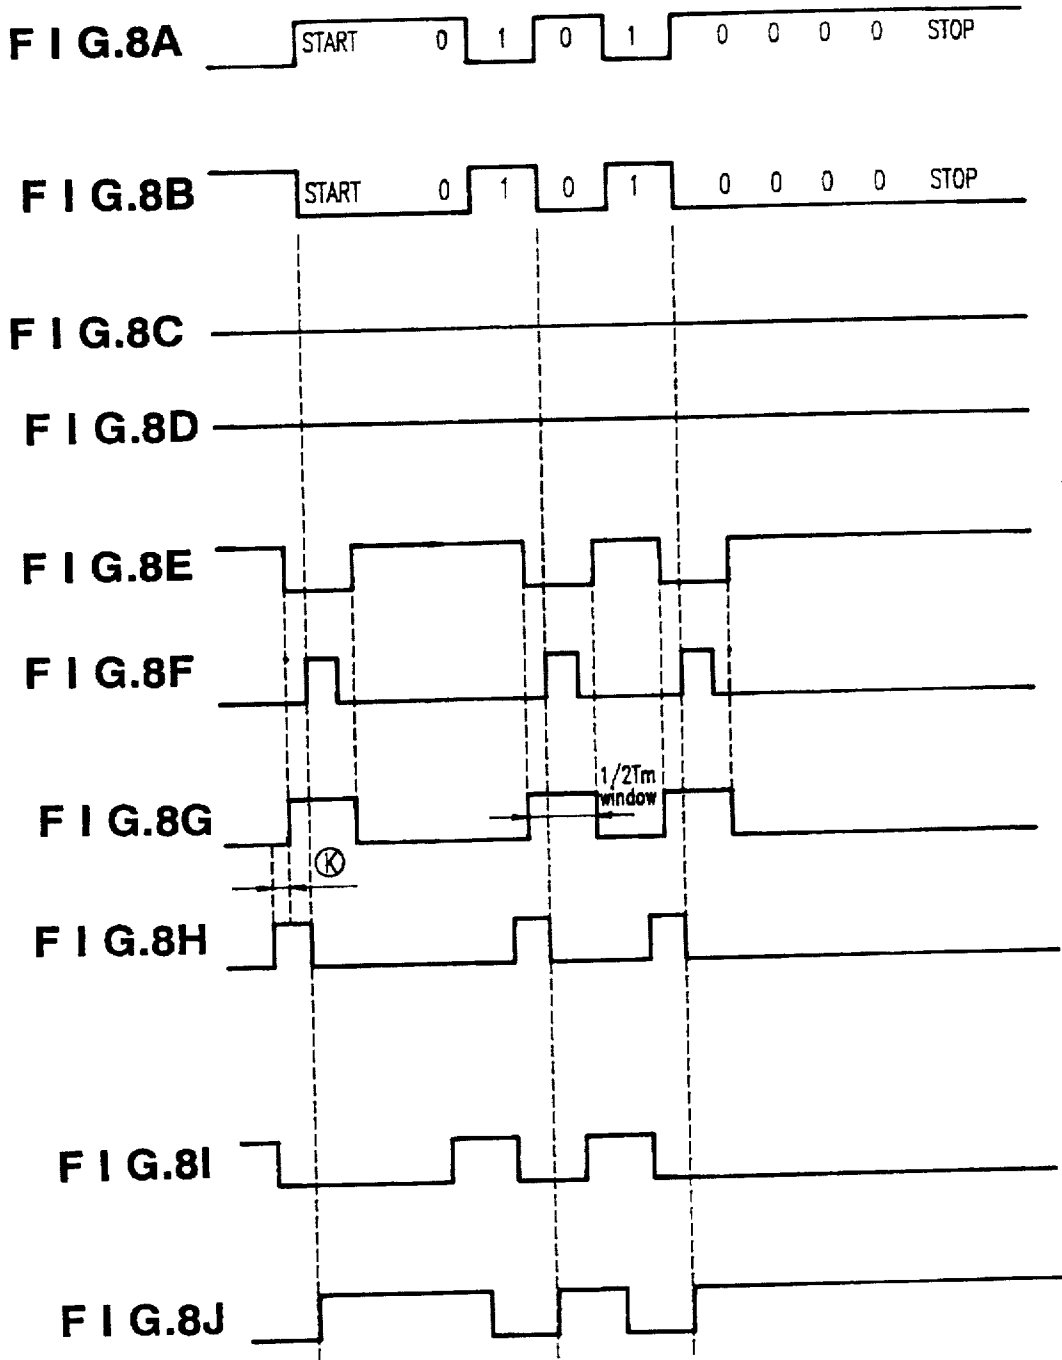 FIG.8A START 0 1 0 1 0 0 0 0 STOP
FIG.8B START 0 1 0 1 0 0 0 0 STOP
FIG.8C
FIG.8D
FIG.8E
FIG.8F
1/2Tm
window
FIG.8G
K
FIG.8H
FIG.8I
FIG.8J